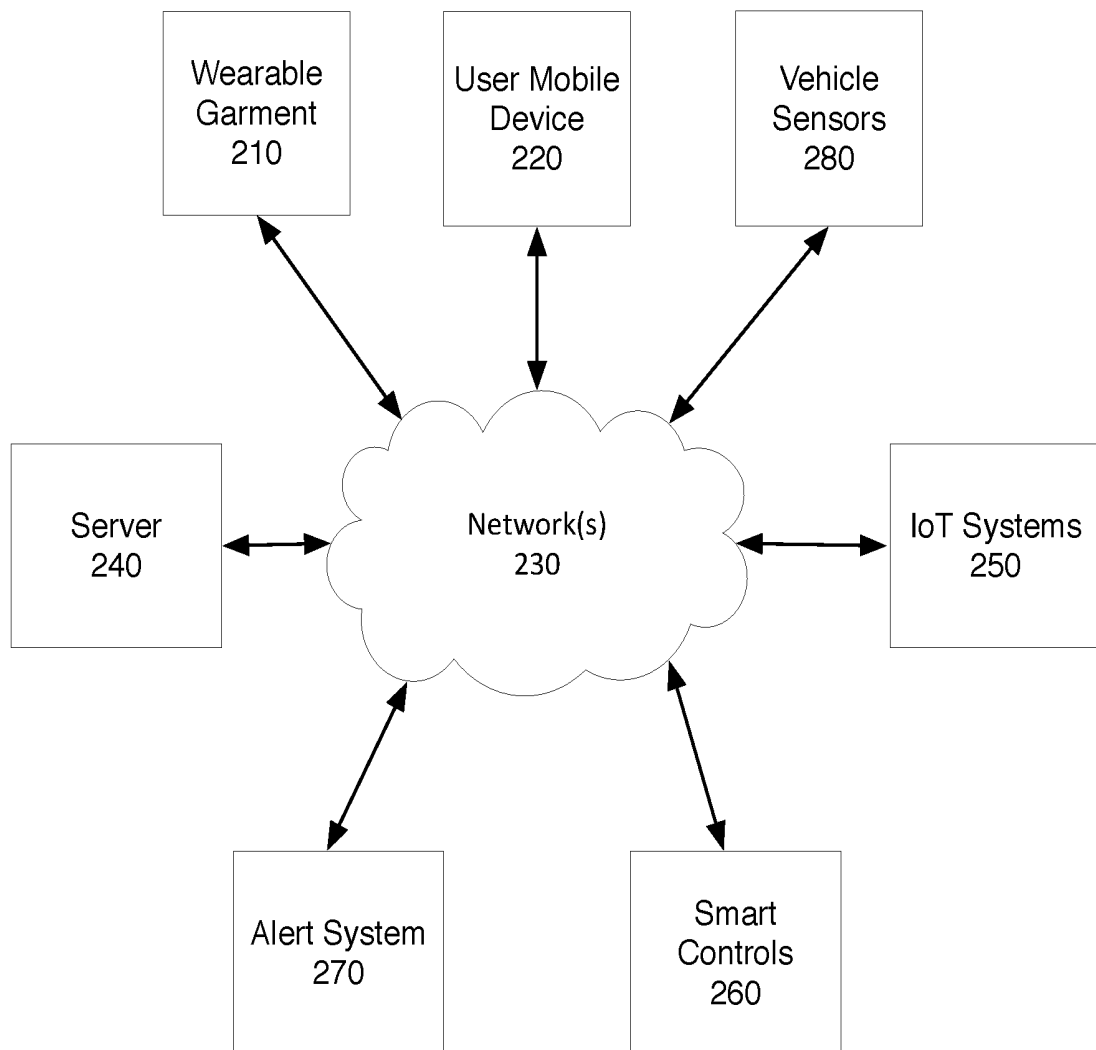 Wearable
Garment
210
User Mobile
Device
220
Vehicle
Sensors
280
Server
240
Network(s)
230
IoT Systems
250
Alert System
270
Smart
Controls
260